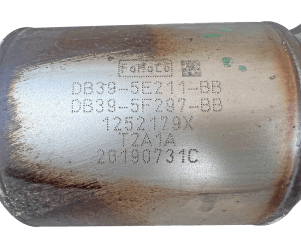 FoMoCo
DB39-5E211-BB
DB39-5F297-BB
1252179X
T2A1A
20190731C